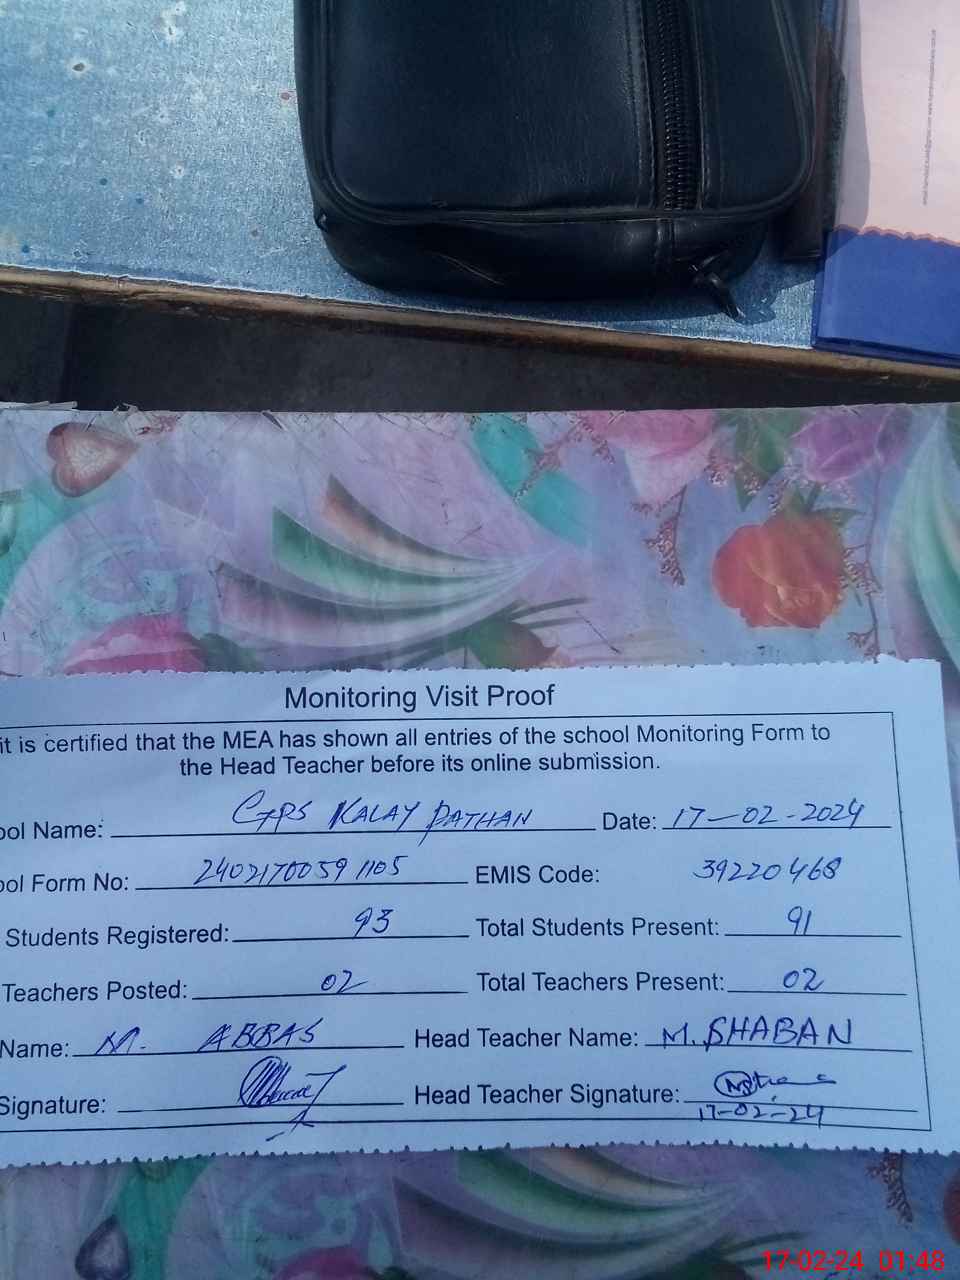 Monitoring Visit Proof
it is certified that the MEA has shown all entries of the school Monitoring Form to
the Head Teacher before its online submission.
ool Name: GPS KALAY PATHAN Date: 17-02-2024
ool Form No: 24021700591105 EMIS Code: 39220468
Students Registered: 93 Total Students Present: 91
Teachers Posted: 02 Total Teachers Present: 02
Name: M. ABBAS Head Teacher Name: M. SHABAN
Signature: Head Teacher Signature:
17-02-24
17-02-24 01:48